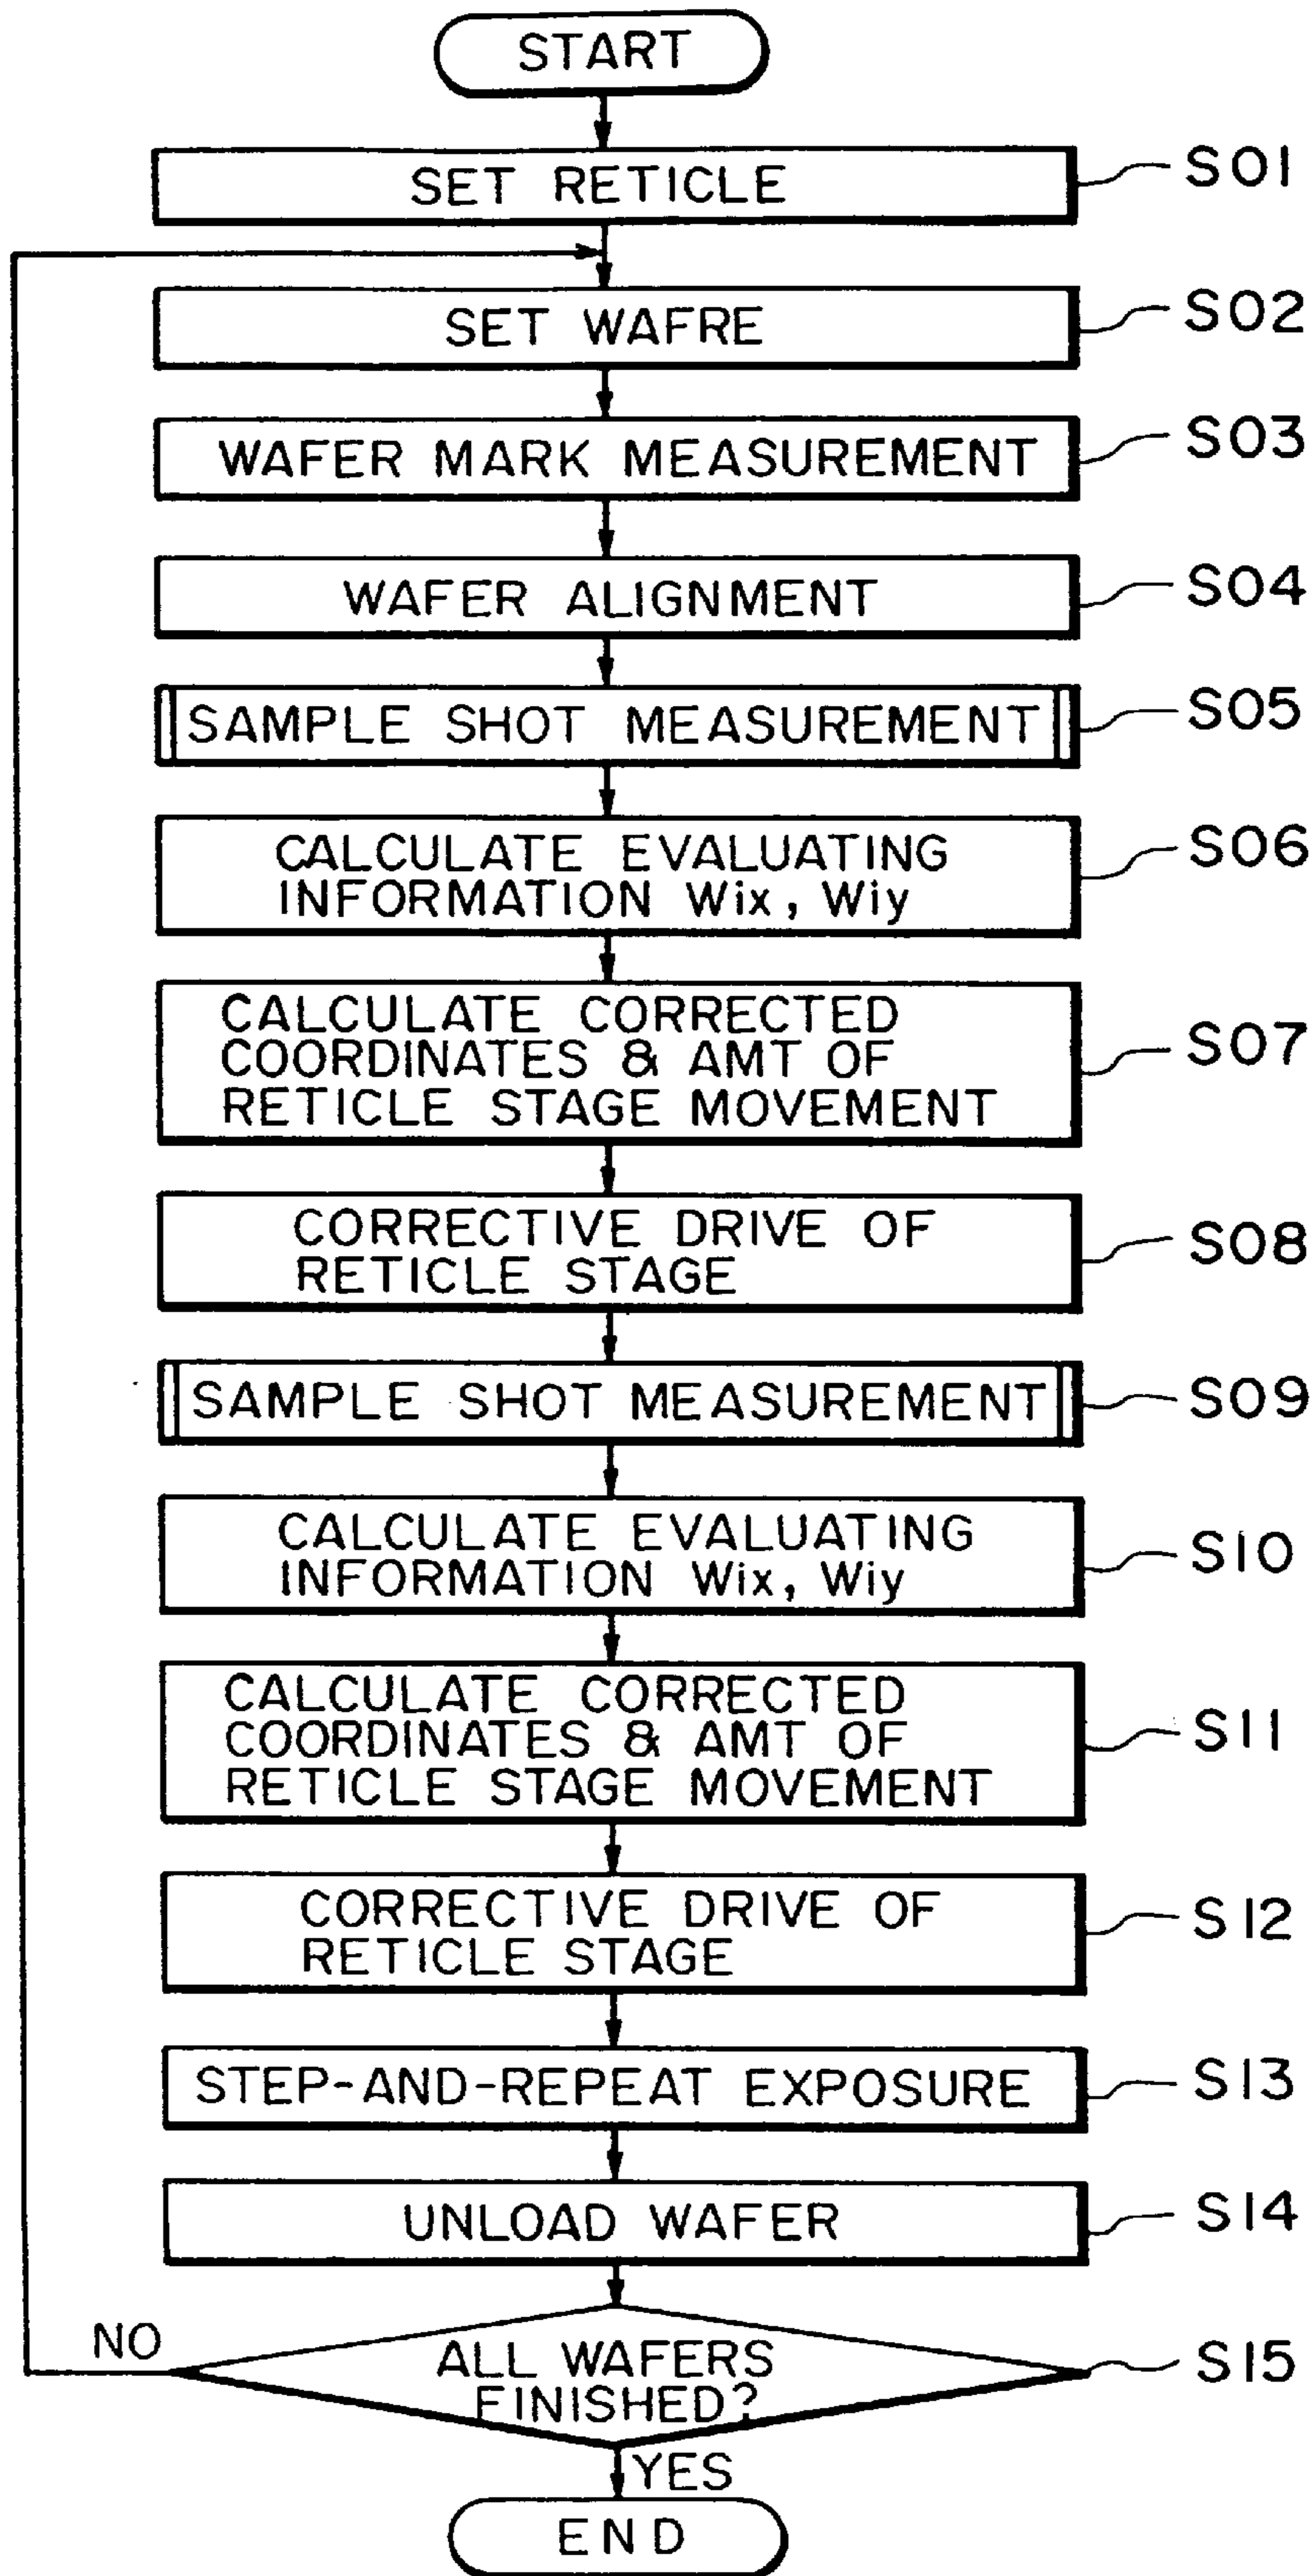 START
SET RETICLE
S01
SET WAFRE
S02
WAFER MARK MEASUREMENT
S03
WAFER ALIGNMENT
S04
SAMPLE SHOT MEASUREMENT
S05
CALCULATE EVALUATING
INFORMATION Wix, Wiy
S06
CALCULATE CORRECTED
COORDINATES & AMT OF
RETICLE STAGE MOVEMENT
S07
CORRECTIVE DRIVE OF
RETICLE STAGE
S08
SAMPLE SHOT MEASUREMENT
S09
CALCULATE EVALUATING
INFORMATION Wix, Wiy
S10
CALCULATE CORRECTED
COORDINATES & AMT OF
RETICLE STAGE MOVEMENT
S11
CORRECTIVE DRIVE OF
RETICLE STAGE
S12
STEP-AND-REPEAT EXPOSURE
S13
UNLOAD WAFER
S14
NO
ALL WAFERS
FINISHED?
S15
YES
END